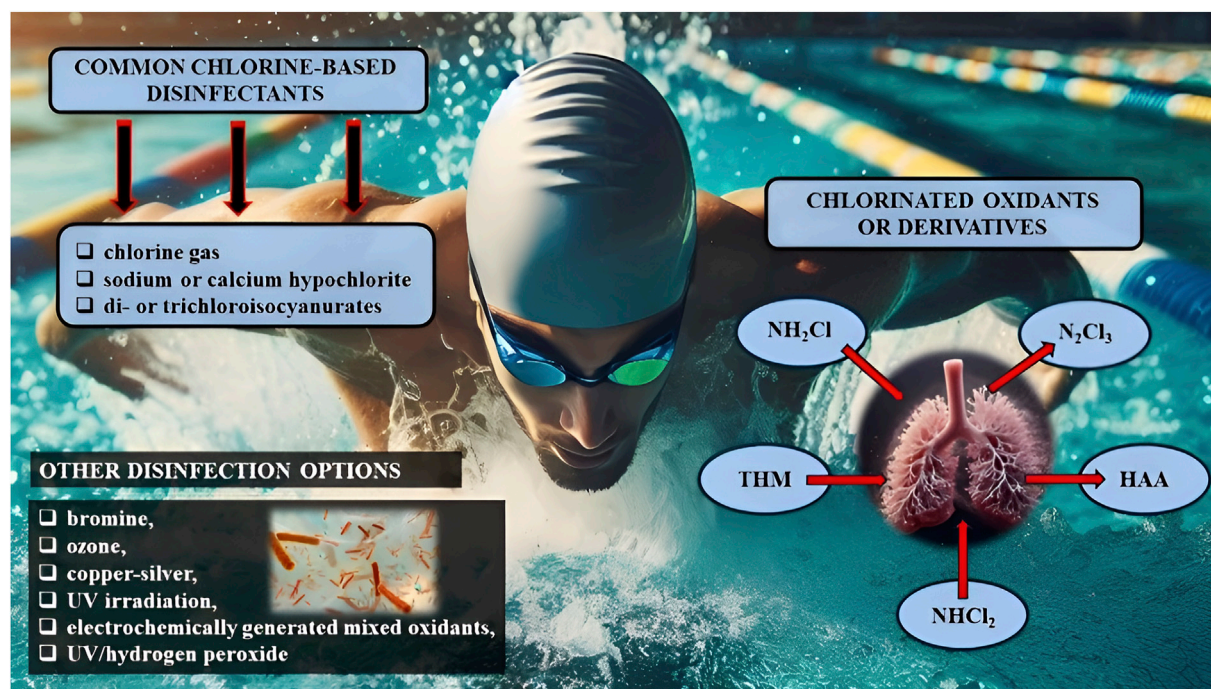 COMMON CHLORINE-BASED
DISINFECTANTS
❑ chlorine gas
❑ sodium or calcium hypochlorite
❑ di- or trichloroisocyanurates
CHLORINATED OXIDANTS
OR DERIVATIVES
NH₂Cl
N₂Cl₃
THM
HAA
NHCl₂
OTHER DISINFECTION OPTIONS
❑ bromine,
❑ ozone,
❑ copper-silver,
❑ UV irradiation,
❑ electrochemically generated mixed oxidants,
❑ UV/hydrogen peroxide